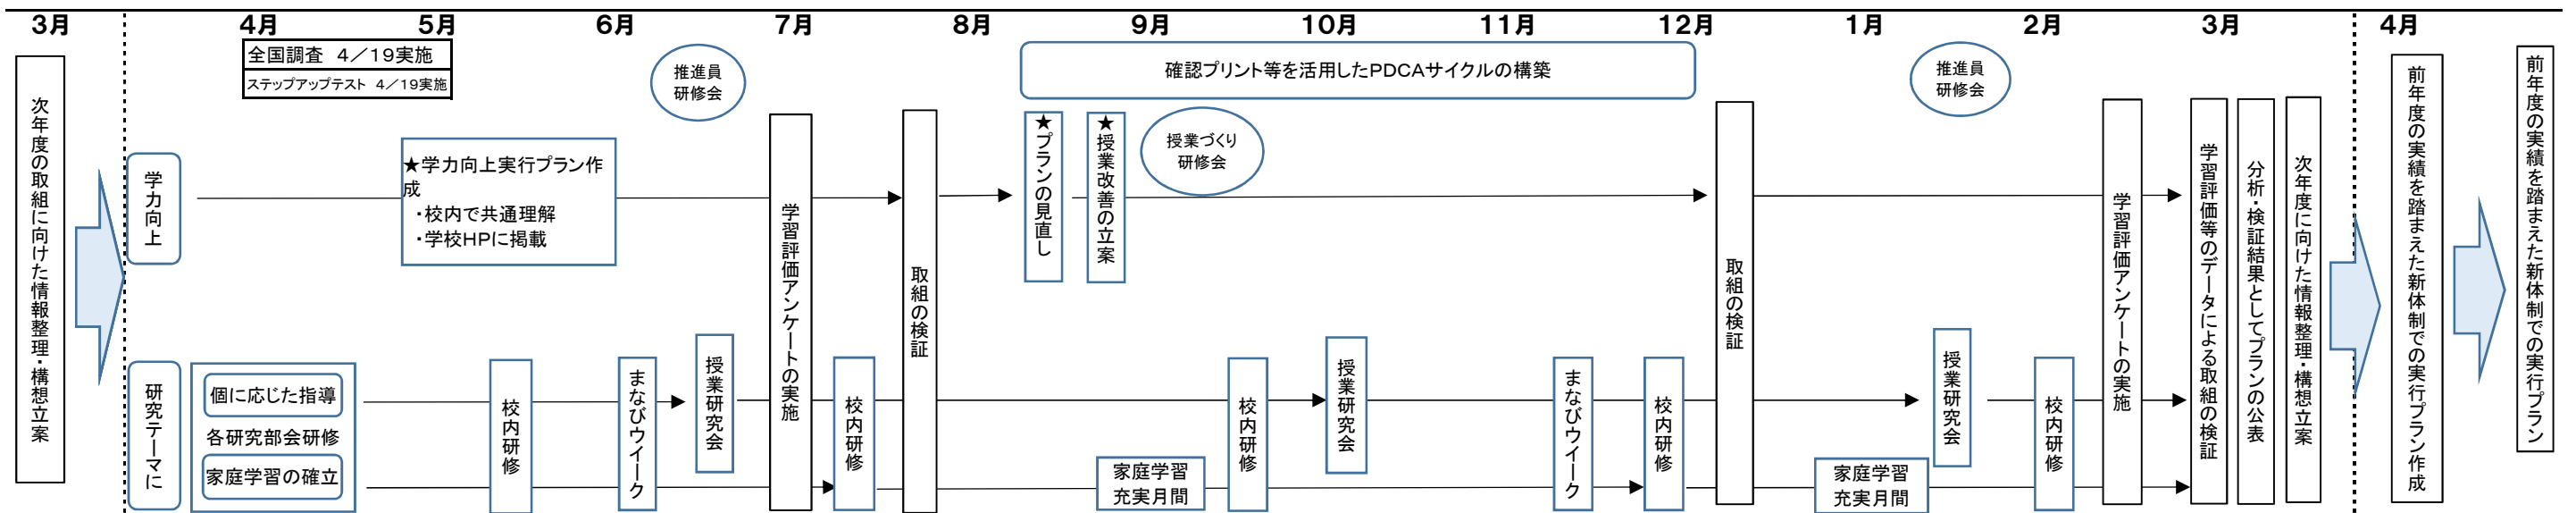 3月
4月
5月
6月
7月
8月
9月
10月
11月
12月
1月
2月
3月
4月
全国調査 4/19実施
ステップアップテスト 4/19実施
推進員
研修会
確認プリント等を活用したPDCAサイクルの構築
推進員
研修会
次年度の取組に向けた情報整理・構想立案
学力向上
★学力向上実行プラン作
成
・校内で共通理解
・学校HPに掲載
学習評価アンケートの実施
取組の検証
★プランの見直し
★授業改善の立案
授業づくり
研修会
取組の検証
学習評価アンケートの実施
学習評価等のデータによる取組の検証
分析・検証結果としてプランの公表
次年度に向けた情報整理・構想立案
前年度の実績を踏まえた新体制での実行プラン作成
前年度の実績を踏まえた新体制での実行プラン
研究テーマに
個に応じた指導
各研究部会研修
家庭学習の確立
校内研修
まなびウイーク
授業研究会
校内研修
家庭学習
充実月間
校内研修
授業研究会
まなびウイーク
校内研修
家庭学習
充実月間
授業研究会
校内研修